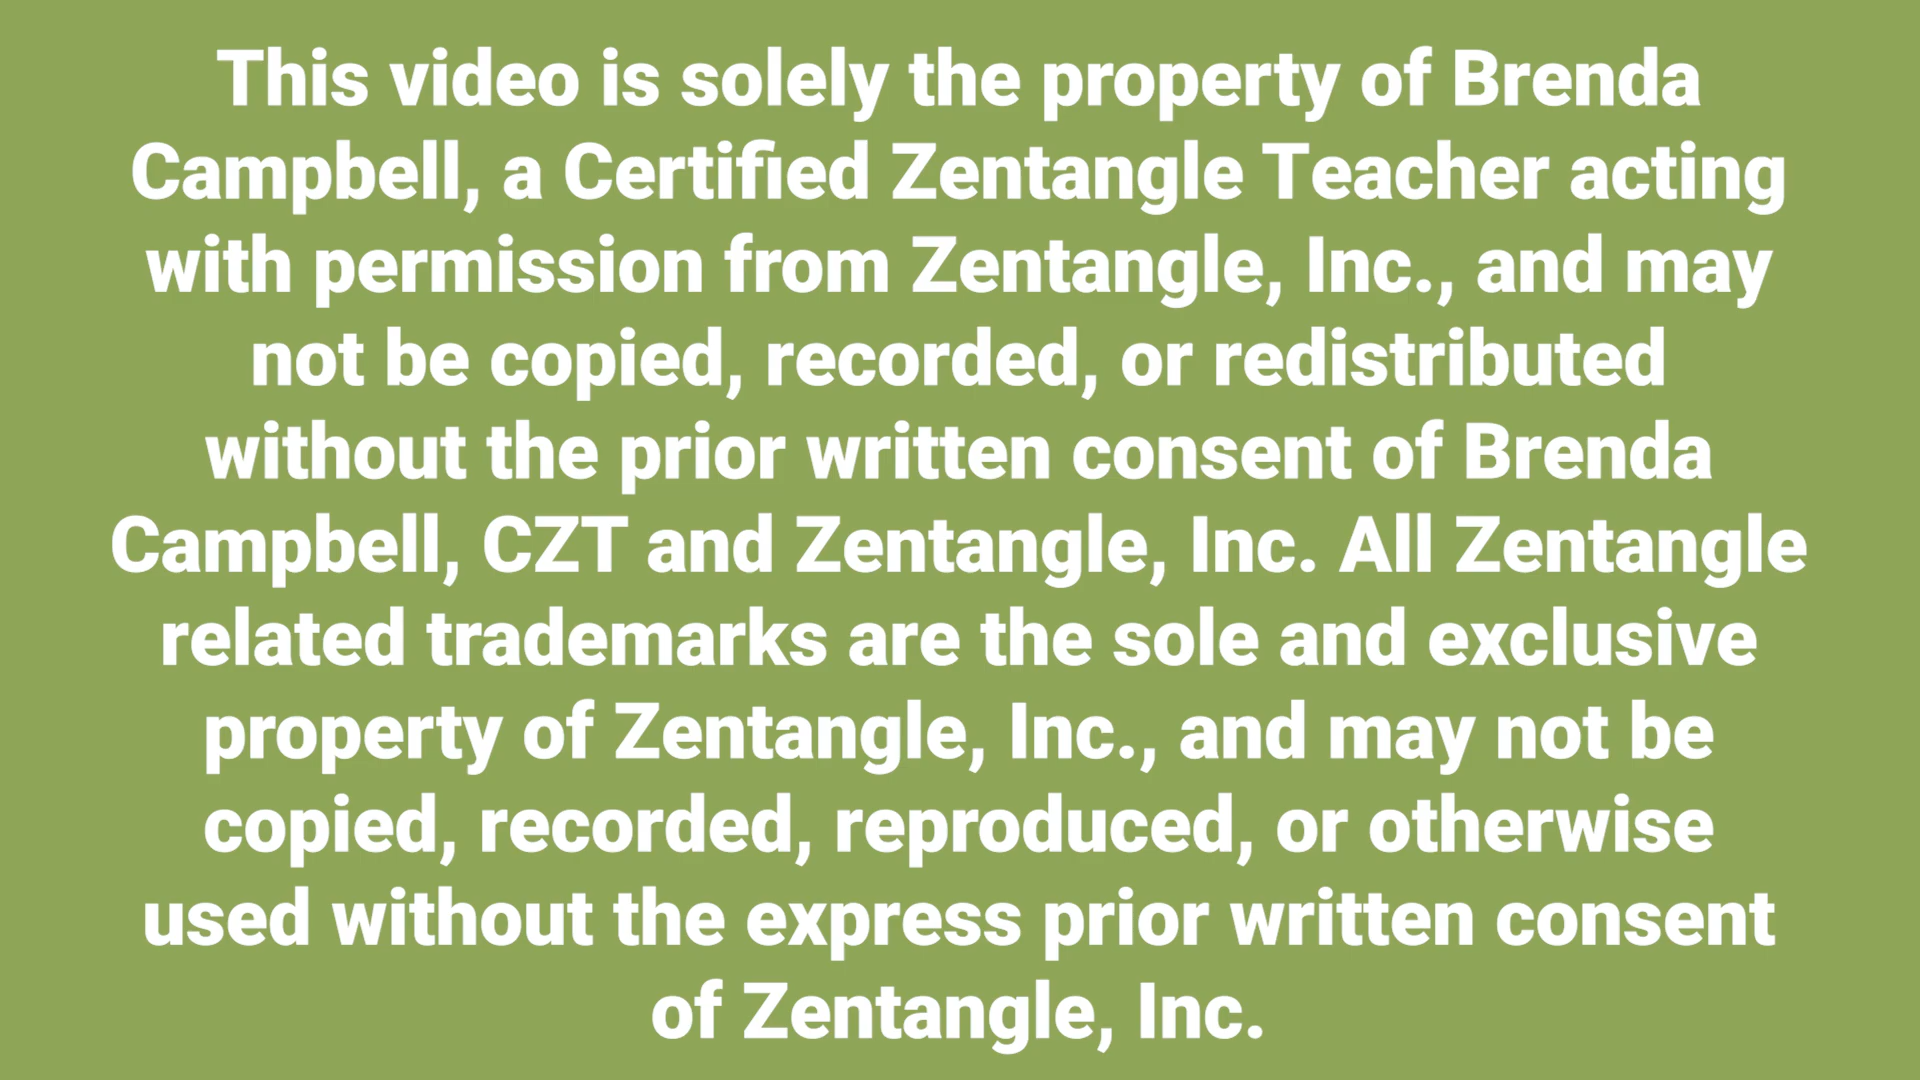 This video is solely the property of Brenda
Campbell, a Certified Zentangle Teacher acting
with permission from Zentangle, Inc., and may
not be copied, recorded, or redistributed
without the prior written consent of Brenda
Campbell, CZT and Zentangle, Inc. All Zentangle
related trademarks are the sole and exclusive
property of Zentangle, Inc., and may not be
copied, recorded, reproduced, or otherwise
used without the express prior written consent
of Zentangle, Inc.